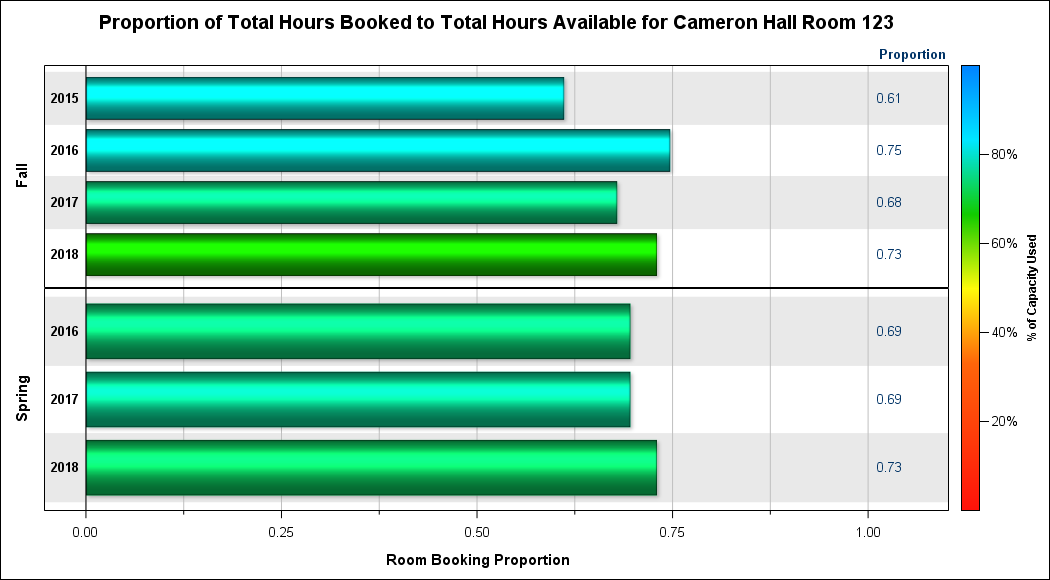 Proportion of Total Hours Booked to Total Hours Available for Cameron Hall Room 123
Proportion
Fall
2015 0.61
2016 0.75
2017 0.68
2018 0.73
Spring
2016 0.69
2017 0.69
2018 0.73
0.00 0.25 0.50 0.75 1.00
Room Booking Proportion
80%
60%
40%
20%
% of Capacity Used